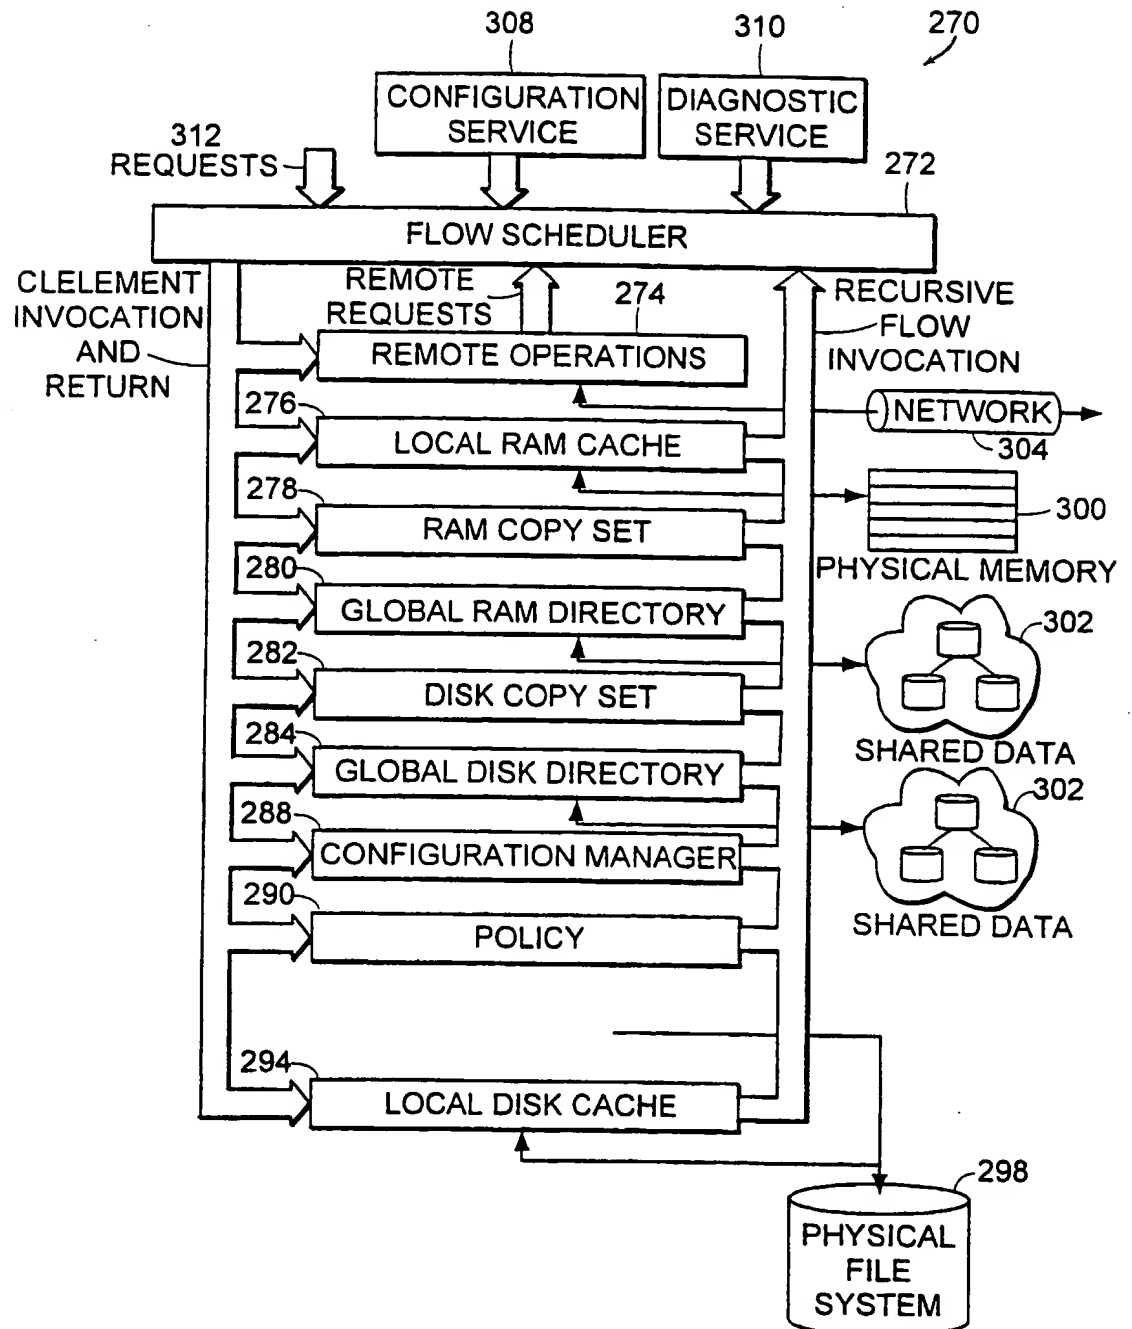 308
310
270
CONFIGURATION
SERVICE
DIAGNOSTIC
SERVICE
312
REQUESTS
272
FLOW SCHEDULER
CLELEMENT
INVOCATION
AND
RETURN
REMOTE
REQUESTS
274
RECURSIVE
FLOW
INVOCATION
REMOTE OPERATIONS
276
NETWORK
304
LOCAL RAM CACHE
278
300
RAM COPY SET
PHYSICAL MEMORY
280
GLOBAL RAM DIRECTORY
302
282
DISK COPY SET
SHARED DATA
284
GLOBAL DISK DIRECTORY
302
288
CONFIGURATION MANAGER
290
SHARED DATA
POLICY
294
LOCAL DISK CACHE
298
PHYSICAL
FILE
SYSTEM